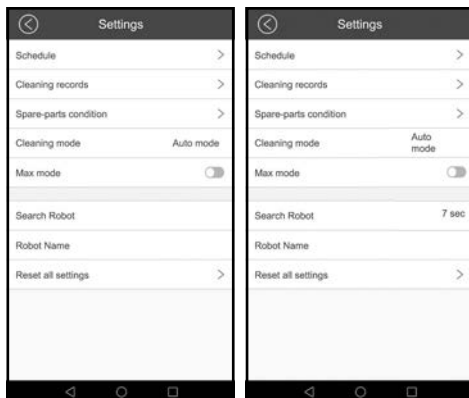 Settings
Schedule
Cleaning records
Spare-parts condition
Cleaning mode Auto mode
Max mode
Search Robot
Robot Name
Reset all settings
Settings
Schedule
Cleaning records
Spare-parts condition
Cleaning mode Auto
mode
Max mode
Search Robot 7 sec
Robot Name
Reset all settings